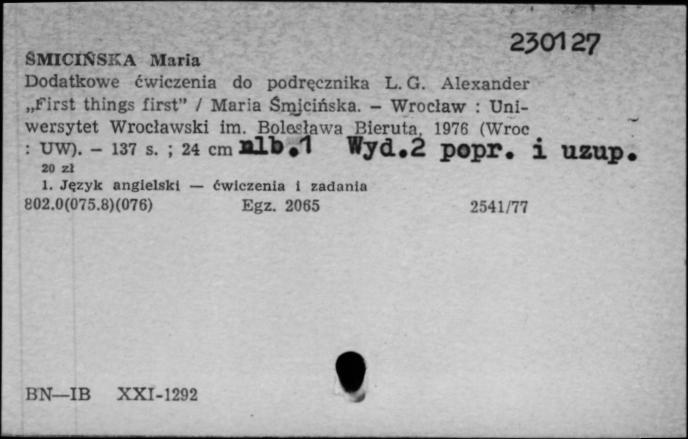 230127
ŚMICIŃSKA Maria
Dodatkowe ćwiczenia do podręcznika L. G. Alexander
„First things first” / Maria Śmicińska. – Wrocław : Uni-
wersytet Wrocławski im. Bolesława Bieruta, 1976 (Wroc
: UW). – 137 s. ; 24 cm nlb.1 Wyd.2 popr. i uzup.
20 zł
1. Język angielski — ćwiczenia i zadania
802.0(075.8)(076) Egz. 2065 2541/77
BN—IB XXI-1292